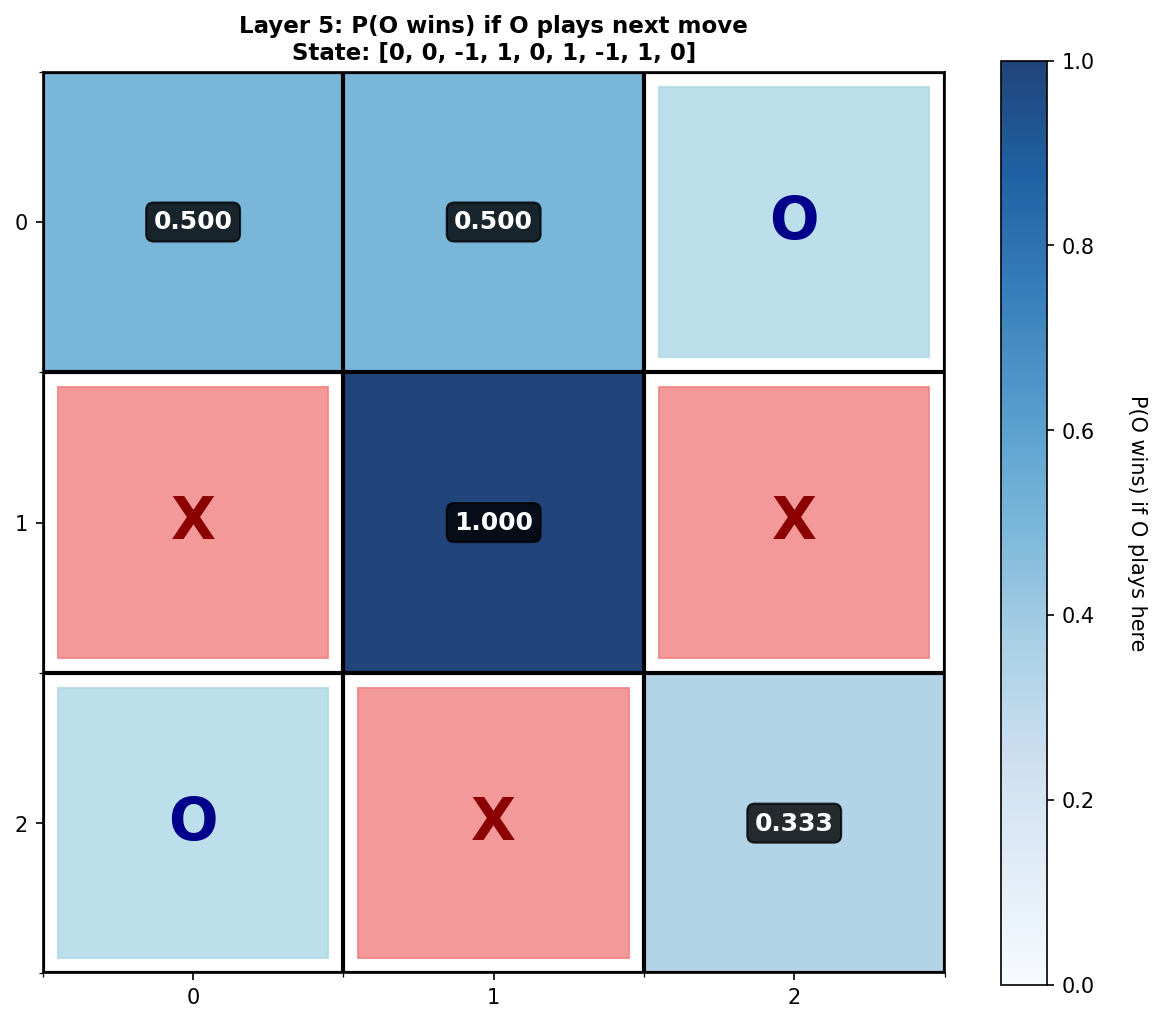 Layer 5: P(O wins) if O plays next move
State: [0, 0, -1, 1, 0, 1, -1, 1, 0]
0
0.500
0.500
O
1
X
1.000
X
2
O
X
0.333
0
1
2
1.0
0.8
0.6
0.4
0.2
0.0
P(O wins) if O plays here